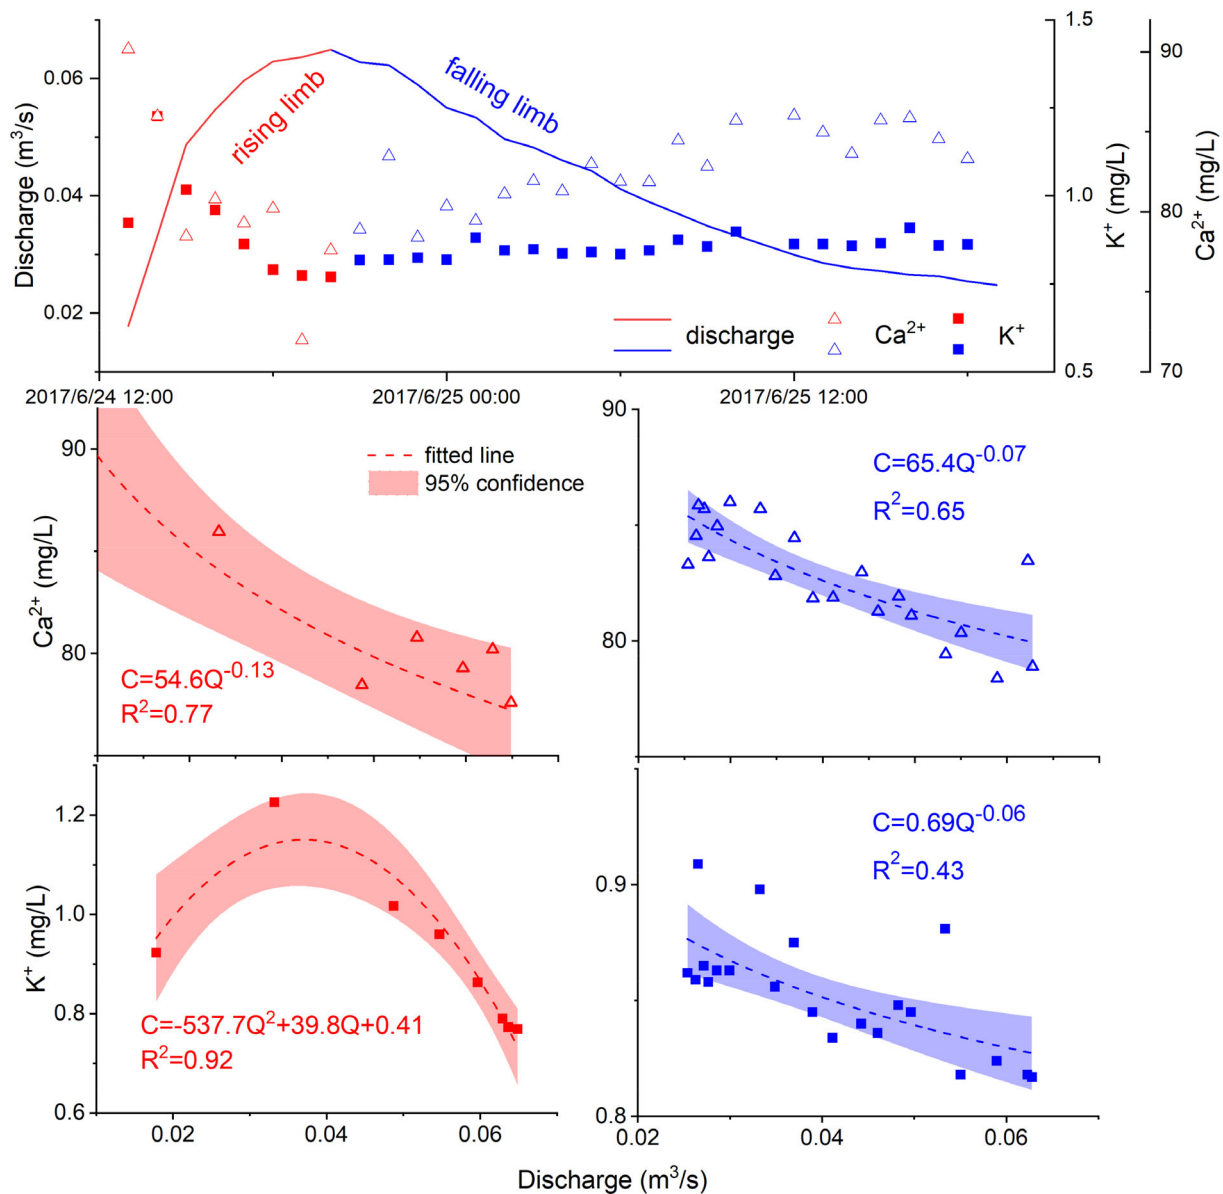 1.5
90
0.06
rising limb
falling limb
Discharge (m³/s)
0.04
1.0
K⁺ (mg/L)
80
Ca²⁺ (mg/L)
0.02
discharge
Ca²⁺
K⁺
0.5
70
2017/6/24 12:00
2017/6/25 00:00
2017/6/25 12:00
90
fitted line
95% confidence
Ca²⁺ (mg/L)
80
C=54.6Q⁻⁰·¹³
R²=0.77
90
C=65.4Q⁻⁰·⁰⁷
R²=0.65
80
1.2
K⁺ (mg/L)
1.0
0.8
C=-537.7Q²+39.8Q+0.41
R²=0.92
0.6
0.02
0.04
0.06
C=0.69Q⁻⁰·⁰⁶
R²=0.43
0.9
0.8
0.02
0.04
0.06
Discharge (m³/s)